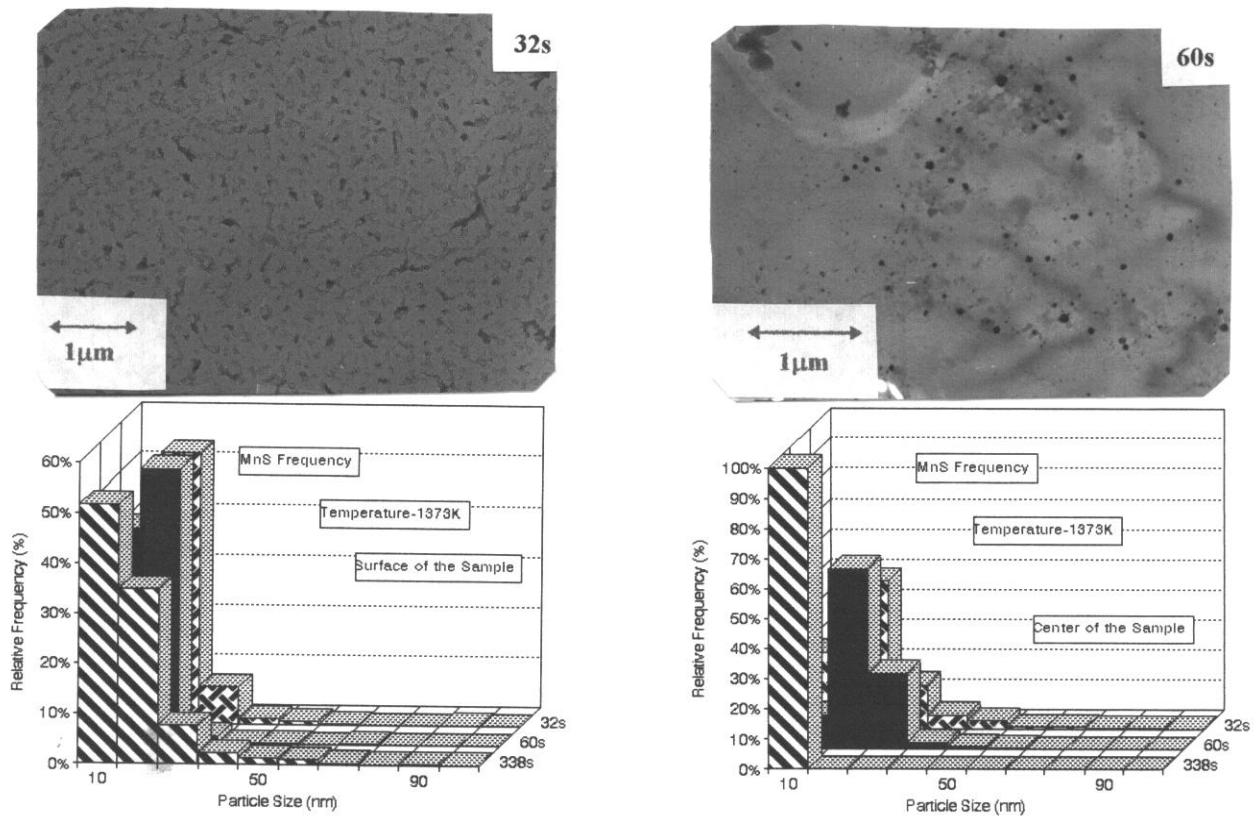 32s
1μm
60s
1μm
60%
50%
40%
30%
20%
10%
0%
Relative Frequency (%)
MnS Frequency
Temperature-1373K
Surface of the Sample
32s
60s
338s
10
50
90
Particle Size (nm)
100%
90%
80%
70%
60%
50%
40%
30%
20%
10%
0%
Relative Frequency (%)
MnS Frequency
Temperature-1373K
Center of the Sample
32s
60s
338s
10
50
90
Particle Size (nm)